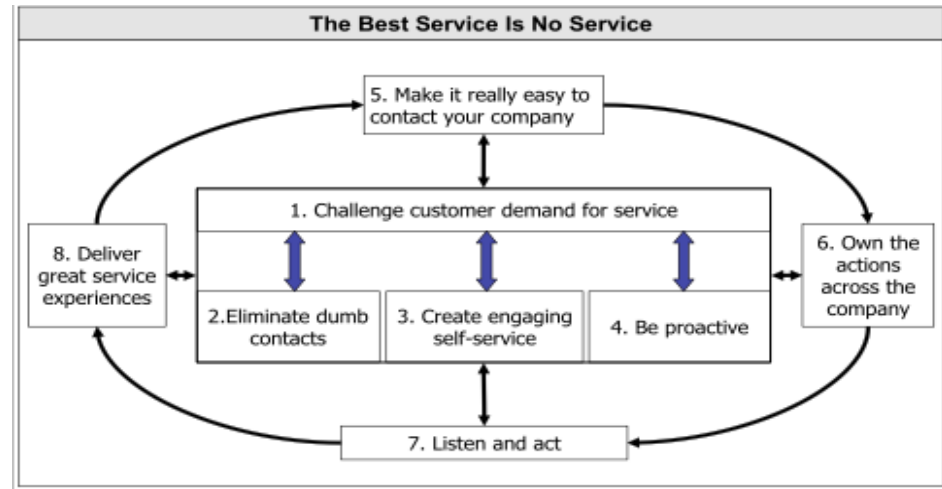 The Best Service Is No Service
5. Make it really easy to
contact your company
1. Challenge customer demand for service
8. Deliver
great service
experiences
6. Own the
actions
across the
company
2.Eliminate dumb
contacts
3. Create engaging
self-service
4. Be proactive
7. Listen and act